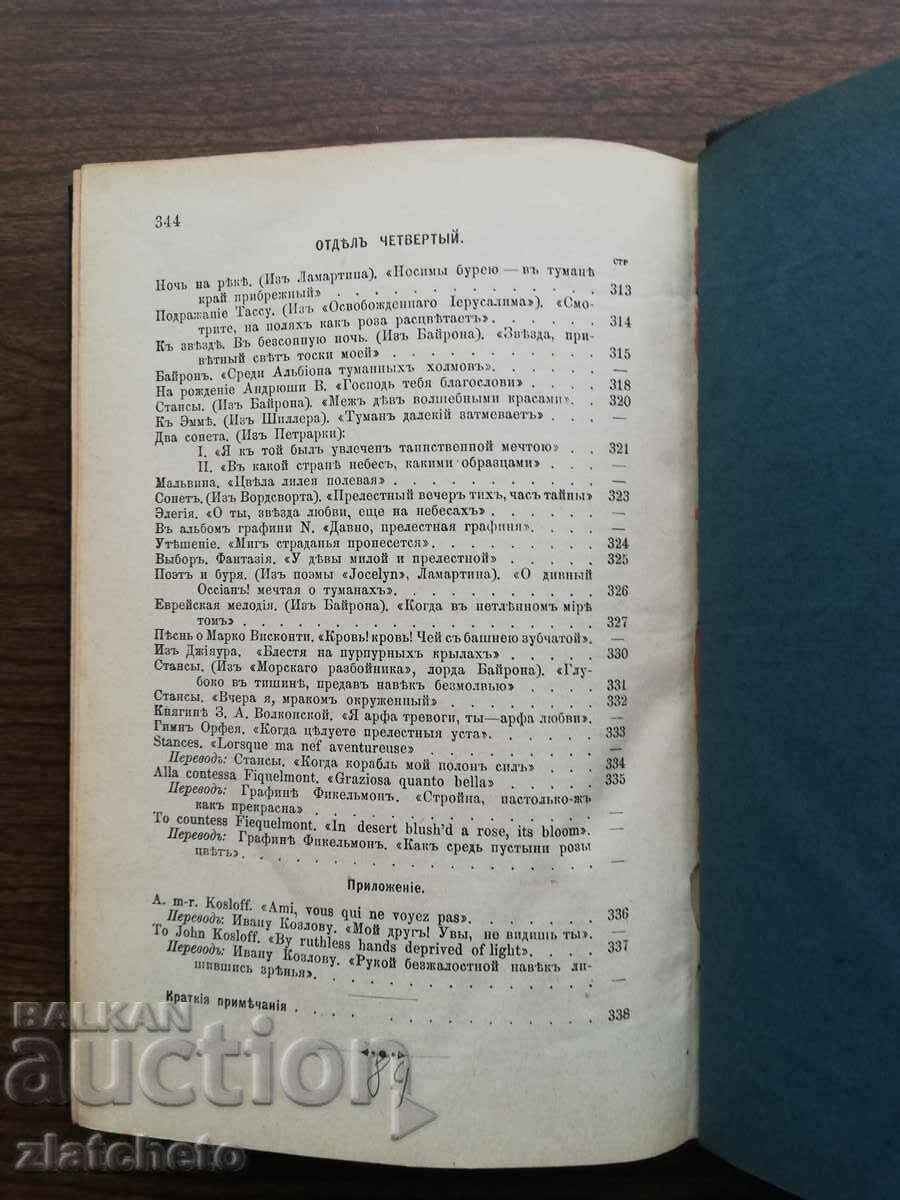 344
ОТДѢЛЪ ЧЕТВЕРТЫЙ.
СТР
Ночь на рѣкѣ. (Изъ Ламартина). «Носимы бурею — въ туманѣ
край прибрежный» . . . . . . . . . . . . 313
Подражаніе Тассу. (Изъ «Освобожденнаго Іерусалима»). «Смо-
трите, на поляхъ какъ роза расцвѣтаетъ» . . . . . . 314
Къ звѣздѣ. Въ безсонную ночь. (Изъ Байрона). «Звѣзда, при-
вѣтный свѣтъ тоски моей» . . . . . . . . . . 315
Байронъ. «Среди Альбіона туманныхъ холмовъ» . . . . . —
На рожденіе Андрюши В. «Господь тебя благослови» . . . . 318
Стансы. (Изъ Байрона). «Межъ дѣвъ волшебными красами» . . 320
Къ Эммѣ. (Изъ Шиллера). «Туман далекій затмеваетъ» . . . —
Два сонета. (Изъ Петрарки):
I. «Я къ той былъ увлеченъ таинственной мечтою» . . 321
II. «Въ какой странѣ небесъ, какими образцами» . . . —
Мальвина. «Цвѣла лилея полевая» . . . . . . . . . —
Сонетъ. (Изъ Вордсворта). «Прелестный вечеръ тихъ, часъ тайны» 323
Элегія. «О ты, звѣзда любви, еще на небесахъ» . . . . . —
Въ альбомъ графини N. «Давно, прелестная графиня» . . . . —
Утѣшеніе. «Мигъ страданья пронесется» . . . . . . . . 324
Выборъ. Фантазія. «У дѣвы милой и прелестной» . . . . . 325
Поэтъ и буря. (Изъ поэмы «Jocelyn», Ламартина). «О дивный
Оссіанъ! мечтая о туманахъ» . . . . . . . . . 326
Еврейская мелодія. (Изъ Байрона). «Когда въ нетлѣнномъ мірѣ
томъ» . . . . . . . . . . . . . . . 327
Пѣснь о Марко Висконти. «Кровь! кровь! Чей съ башнею зубчатой». —
Изъ Джіяура. «Блестя на пурпурныхъ крылахъ» . . . . . 330
Стансы. (Изъ «Морскаго разбойника», лорда Байрона). «Глу-
боко въ тишинѣ, предавъ навѣкъ безмолвью» . . . . 331
Стансы. «Вчера я, мракомъ окруженный» . . . . . . . 332
Княгинѣ З. А. Волконской. «Я арфа тревоги, ты—арфа любви» . —
Гимнъ Орфея. «Когда цѣлуетъ прелестныя уста» . . . . . 333
Stances. «Lorsque ma nef aventureuse» . . . . . . . —
Переводъ: Стансы. «Когда корабль мой полонъ силъ» . . . 334
Alla contessa Fiquelmont. «Graziosa quanto bella» . . . . . 335
Переводъ: Графинѣ Фикельмонъ. «Стройна, настолько-жъ
какъ прекрасна» . . . . . . . . . . . . —
To countess Fiequelmont. «In desert blush'd a rose, its bloom» . —
Переводъ: Графинѣ Фикельмонъ. «Какъ средь пустыни розы
цвѣтъ» . . . . . . . . . . . . . . —
Приложеніе.
A. m-r. Kosloff. «Ami, vous qui ne voyez pas» . . . . . . 336
Переводъ: Ивану Козлову. «Мой другъ! Увы, не видишь ты» . —
To John Kosloff. «By ruthless hands deprived of light» . . . . 337
Переводъ: Ивану Козлову. «Рукой безжалостной навѣкъ ли-
шившись зрѣнья» . . . . . . . . . . . . —
Краткія примѣчанія . . . . . . . . . . . . 338
89
BALKAN
auction
zlatcheto